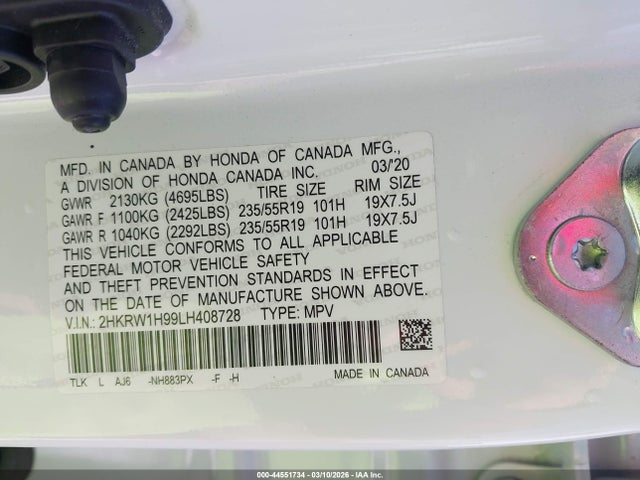 MFD. IN CANADA BY HONDA OF CANADA MFG.,
A DIVISION OF HONDA CANADA INC. 03/'20
GVWR 2130KG (4695LBS) TIRE SIZE RIM SIZE
GAWR F 1100KG (2425LBS) 235/55R19 101H 19X7.5J
GAWR R 1040KG (2292LBS) 235/55R19 101H 19X7.5J
THIS VEHICLE CONFORMS TO ALL APPLICABLE
FEDERAL MOTOR VEHICLE SAFETY
AND THEFT PREVENTION STANDARDS IN EFFECT
ON THE DATE OF MANUFACTURE SHOWN ABOVE.
V.I.N.: 2HKRW1H99LH408728 TYPE: MPV
TLK L AJ6 -NH883PX -F -H MADE IN CANADA
000-44551734 - 03/10/2026 - IAA Inc.